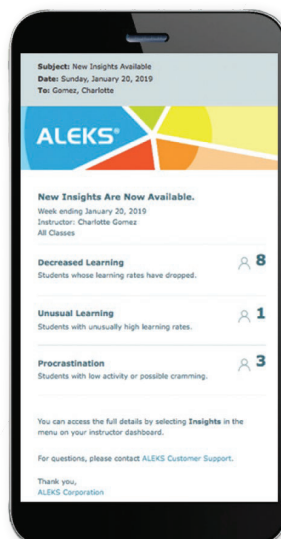 Subject: New Insights Available
Date: Sunday, January 20, 2019
To: Gomez, Charlotte
ALEKS®
New Insights Are Now Available.
Week ending January 20, 2019
Instructor: Charlotte Gomez
All Classes
Decreased Learning 8
Students whose learning rates have dropped.
Unusual Learning 1
Students with unusually high learning rates.
Procrastination 3
Students with low activity or possible cramming.
You can access the full details by selecting Insights in the
menu on your instructor dashboard.
For questions, please contact ALEKS Customer Support.
Thank you,
ALEKS Corporation